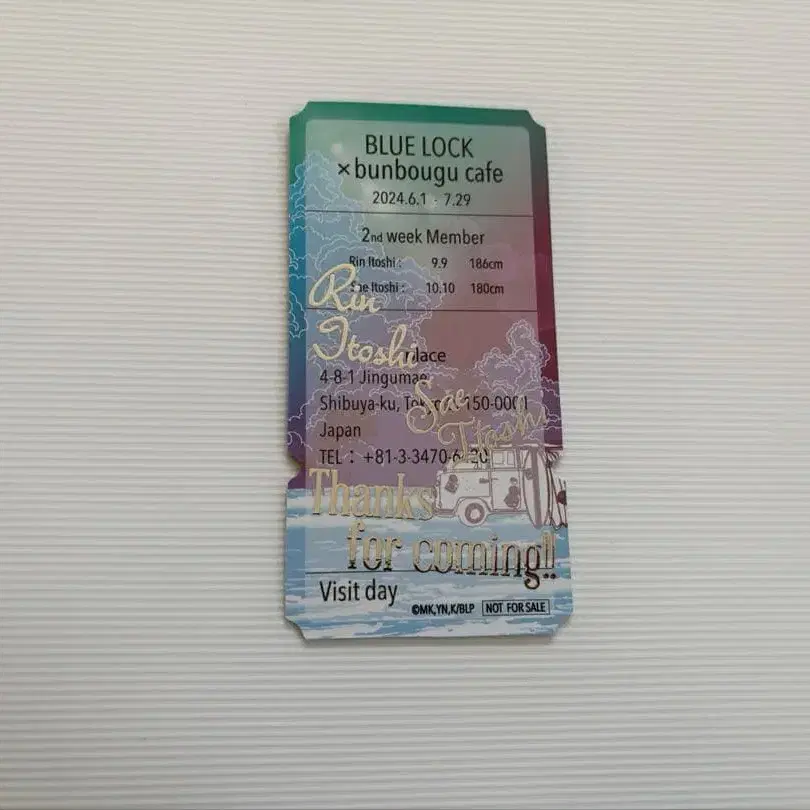 BLUE LOCK
×bunbougu cafe
2024.6.1 - 7.29
2nd week Member
Rin Itoshi : 9.9 186cm
Sae Itoshi : 10.10 180cm
Rin
Itoshi
place
4-8-1 Jingumae
Sae
Shibuya-ku, Tokyo 150-0001
Itoshi
Japan
TEL : +81-3-3470-6420
Thanks
for coming!!
Visit day
©MK,YN,K/BLP NOT FOR SALE